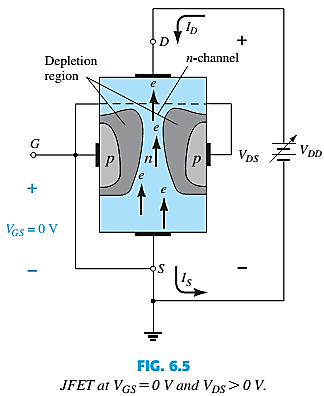 I_D
D
+
Depletion
region
n-channel
e
G
e
p
n
p
V_DS
V_DD
+
e
e
V_GS = 0 V
–
S
I_S
–
FIG. 6.5
JFET at V_GS = 0 V and V_DS > 0 V.